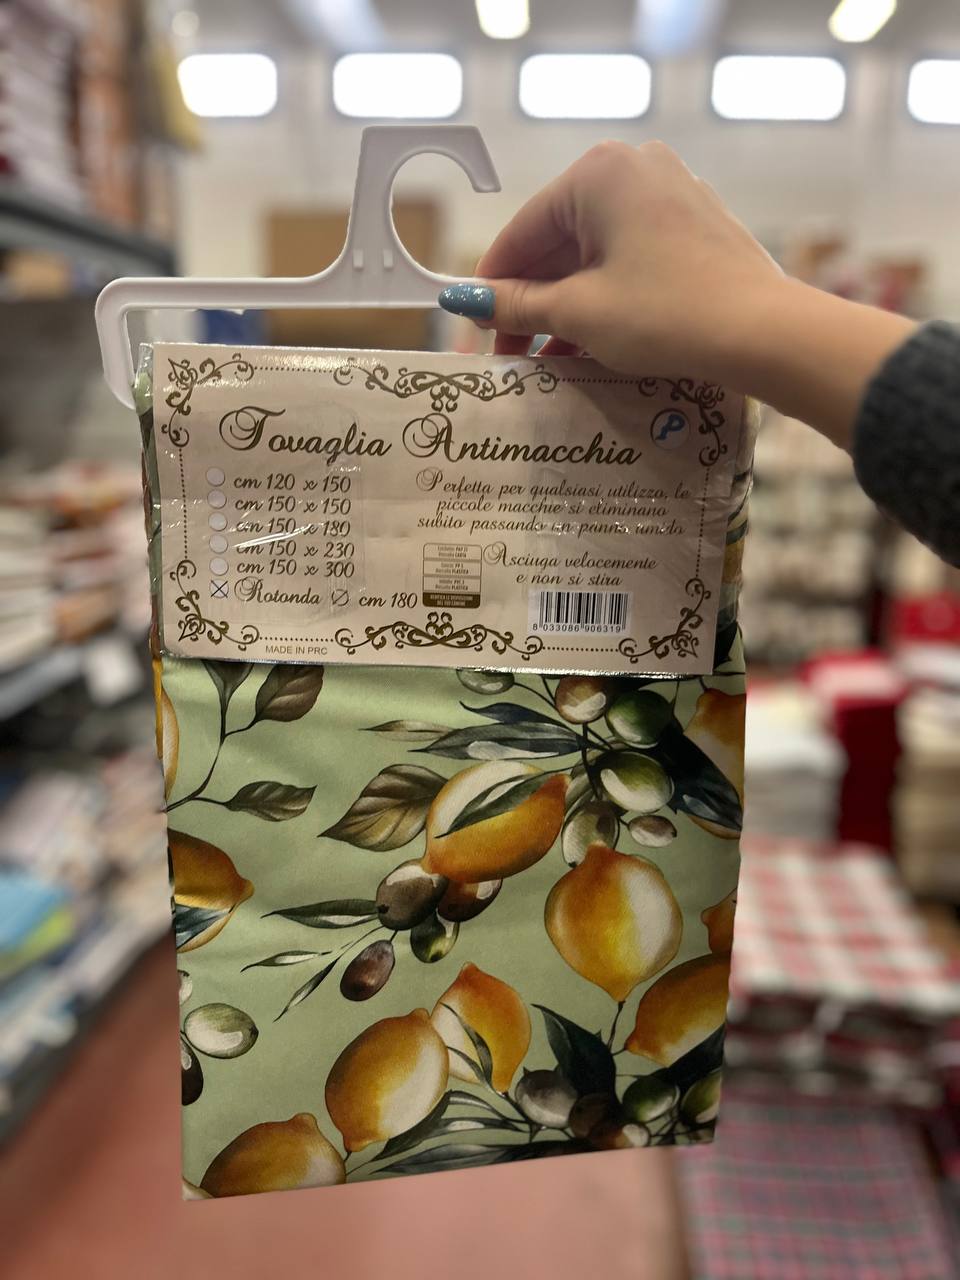 Tovaglia Antimacchia
P
cm 120 x 150
cm 150 x 150
cm 150 x 180
cm 150 x 230
cm 150 x 300
Rotonda ∅ cm 180
Perfetta per qualsiasi utilizzo, le
piccole macchie si eliminano
subito passando un panno umido
Asciuga velocemente
e non si stira
8 033086 906319
MADE IN PRC